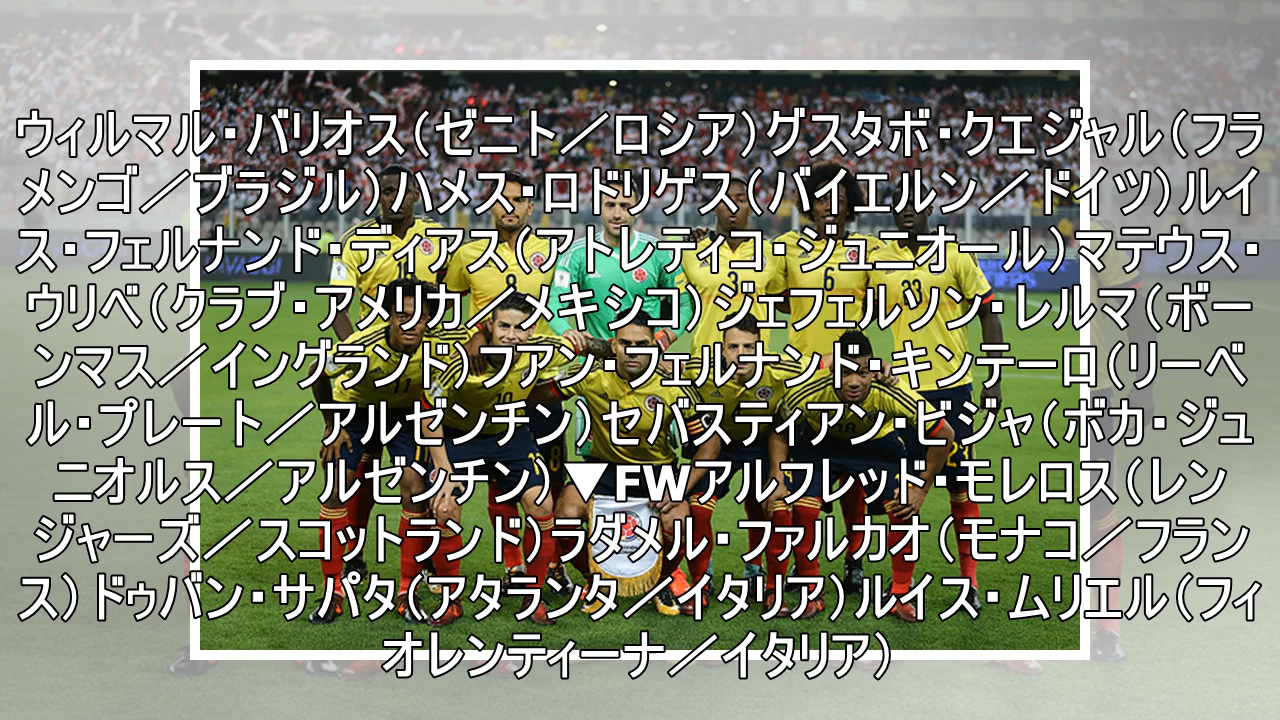 ウィルマル・バリオス（ゼニト／ロシア）グスタボ・クエジャル（フラ
メンゴ／ブラジル）ハメス・ロドリゲス（バイエルン／ドイツ）ルイ
ス・フェルナンド・ディアス（アトレティコ・ジュニオール）マテウス・
ウリベ（クラブ・アメリカ／メキシコ）ジェフェルソン・レルマ（ボー
ンマス／イングランド）フアン・フェルナンド・キンテーロ（リーベ
ル・プレート／アルゼンチン）セバスティアン・ビジャ（ボカ・ジュ
ニオルス／アルゼンチン）▼FWアルフレッド・モレロス（レン
ジャーズ／スコットランド）ラダメル・ファルカオ（モナコ／フラン
ス）ドゥバン・サパタ（アタランタ／イタリア）ルイス・ムリエル（フィ
オレンティーナ／イタリア）